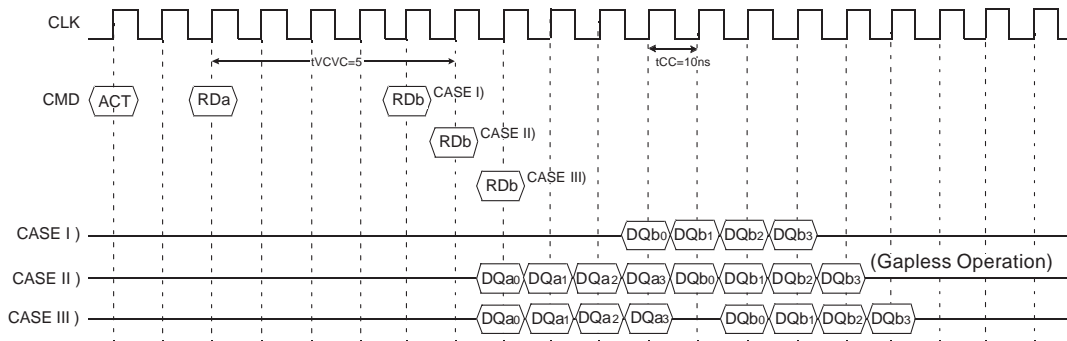 CLK
tVCVC=5
tCC=10ns
CMD ACT RDa RDb CASE I)
RDb CASE II)
RDb CASE III)
CASE I ) DQb0 DQb1 DQb2 DQb3
(Gapless Operation)
CASE II ) DQa0 DQa1 DQa2 DQa3 DQb0 DQb1 DQb2 DQb3
CASE III ) DQa0 DQa1 DQa2 DQa3 DQb0 DQb1 DQb2 DQb3